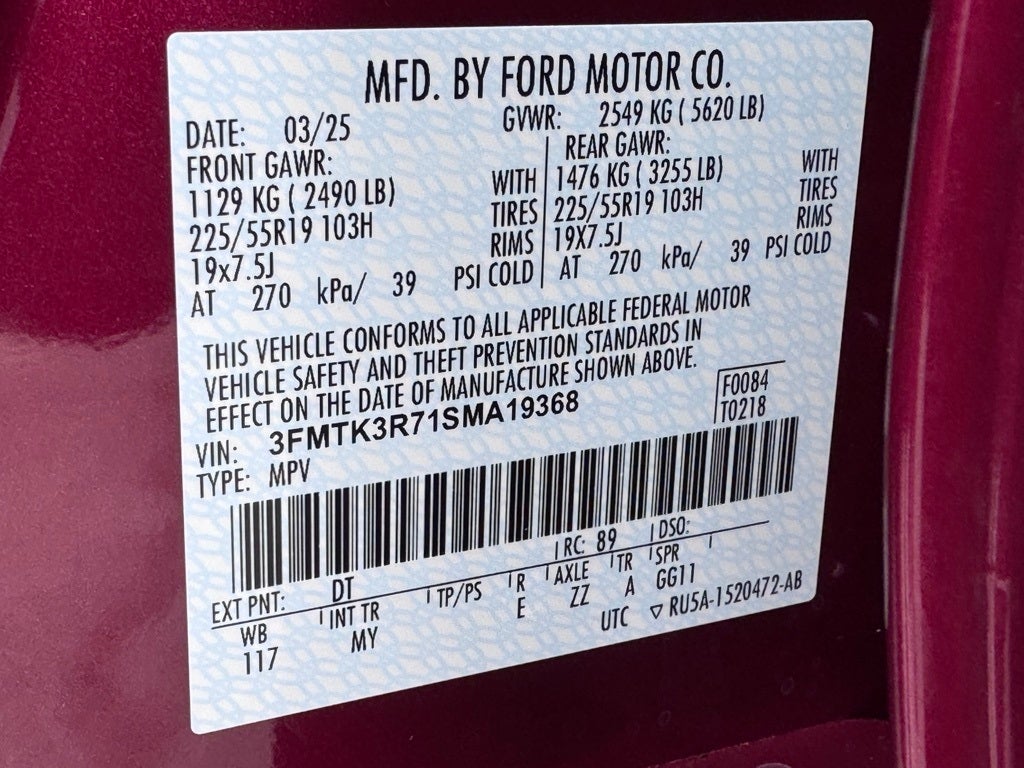 MFD. BY FORD MOTOR CO.
DATE: 03/25 GVWR: 2549 KG ( 5620 LB)
FRONT GAWR: REAR GAWR:
1129 KG ( 2490 LB) WITH 1476 KG ( 3255 LB) WITH
225/55R19 103H TIRES 225/55R19 103H TIRES
19x7.5J RIMS 19X7.5J RIMS
AT 270 kPa/ 39 PSI COLD AT 270 kPa/ 39 PSI COLD
THIS VEHICLE CONFORMS TO ALL APPLICABLE FEDERAL MOTOR
VEHICLE SAFETY AND THEFT PREVENTION STANDARDS IN
EFFECT ON THE DATE OF MANUFACTURE SHOWN ABOVE.
F0084
T0218
VIN: 3FMTK3R71SMA19368
TYPE: MPV
EXT PNT: DT RC: 89 DSO:
WB INT TR TP/PS R AXLE TR SPR
117 MY E ZZ A GG11
UTC ▽ RU5A-1520472-AB